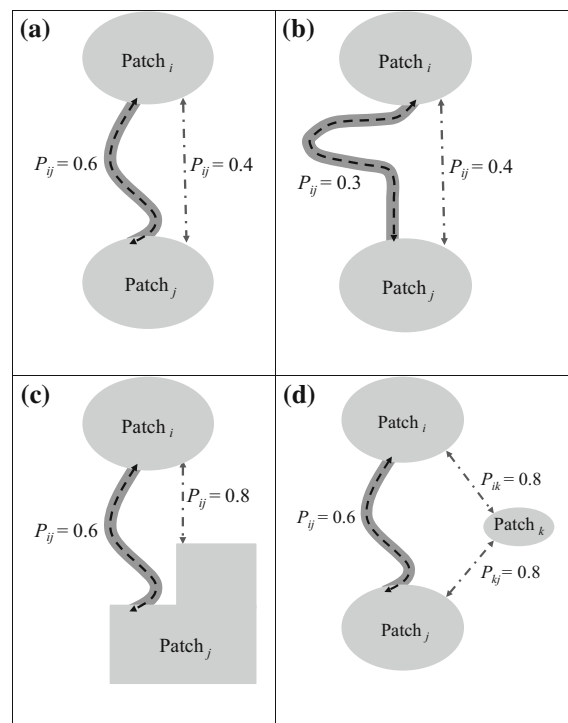 (a)
Patch i
P ij = 0.6
P ij = 0.4
Patch j
(b)
Patch i
P ij = 0.3
P ij = 0.4
Patch j
(c)
Patch i
P ij = 0.8
P ij = 0.6
Patch j
(d)
Patch i
P ik = 0.8
P ij = 0.6
Patch k
P kj = 0.8
Patch j